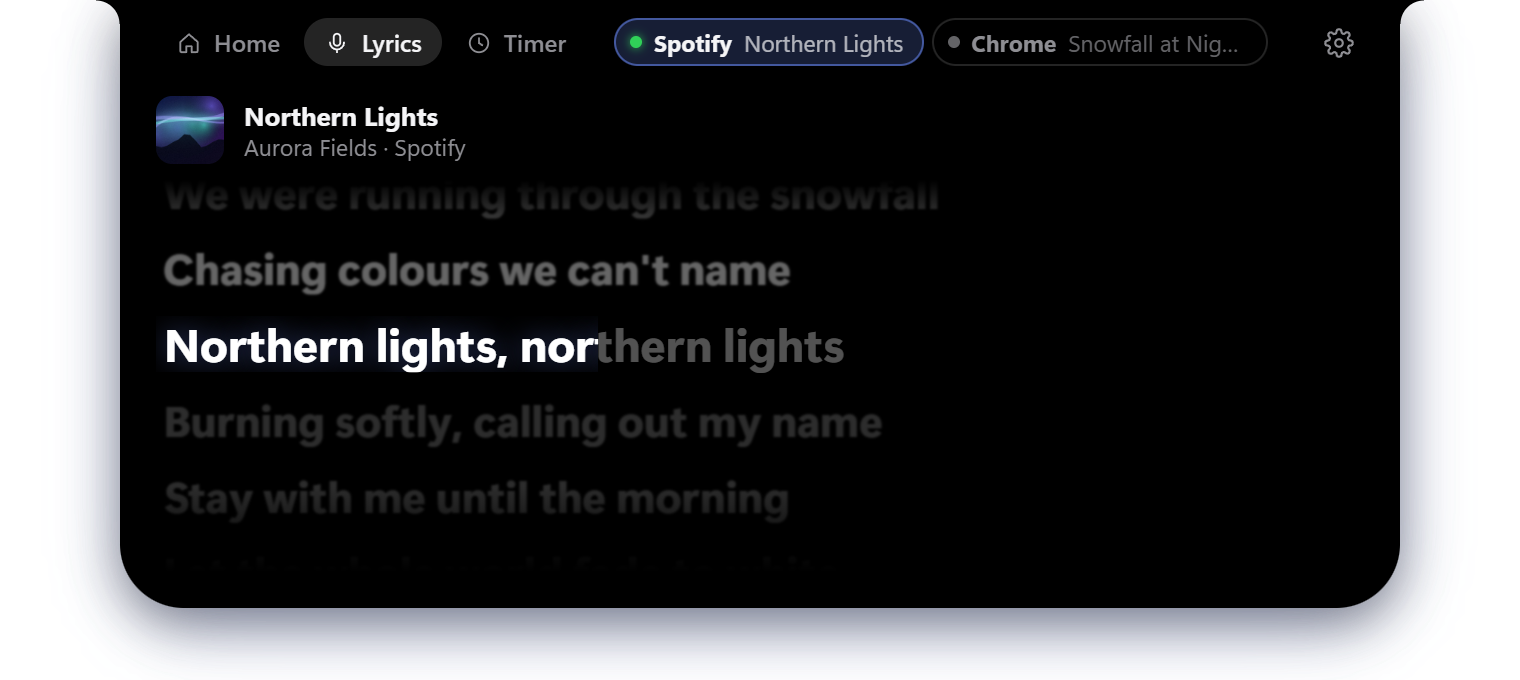 Home
Lyrics
Timer
Spotify Northern Lights
Chrome Snowfall at Nig...
Northern Lights
Aurora Fields · Spotify
We were running through the snowfall
Chasing colours we can't name
Northern lights, northern lights
Burning softly, calling out my name
Stay with me until the morning